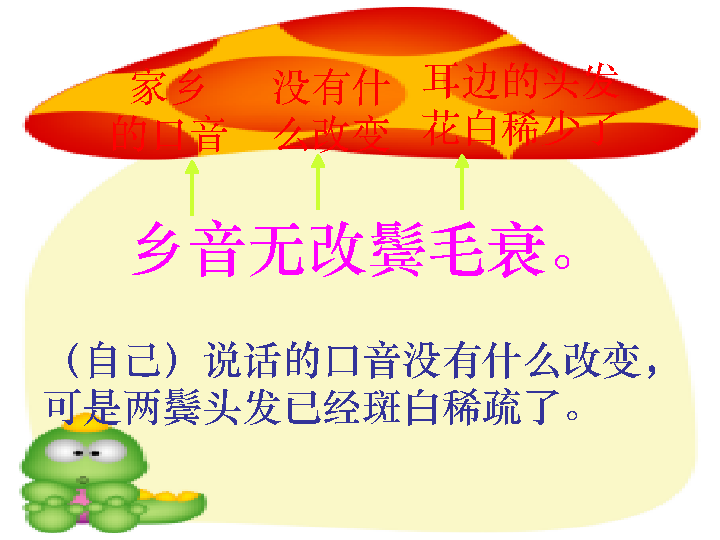 家乡 没有什 耳边的头发
的口音 么改变 花白稀少了
乡音无改鬓毛衰。
（自己）说话的口音没有什么改变，
可是两鬓头发已经斑白稀疏了。